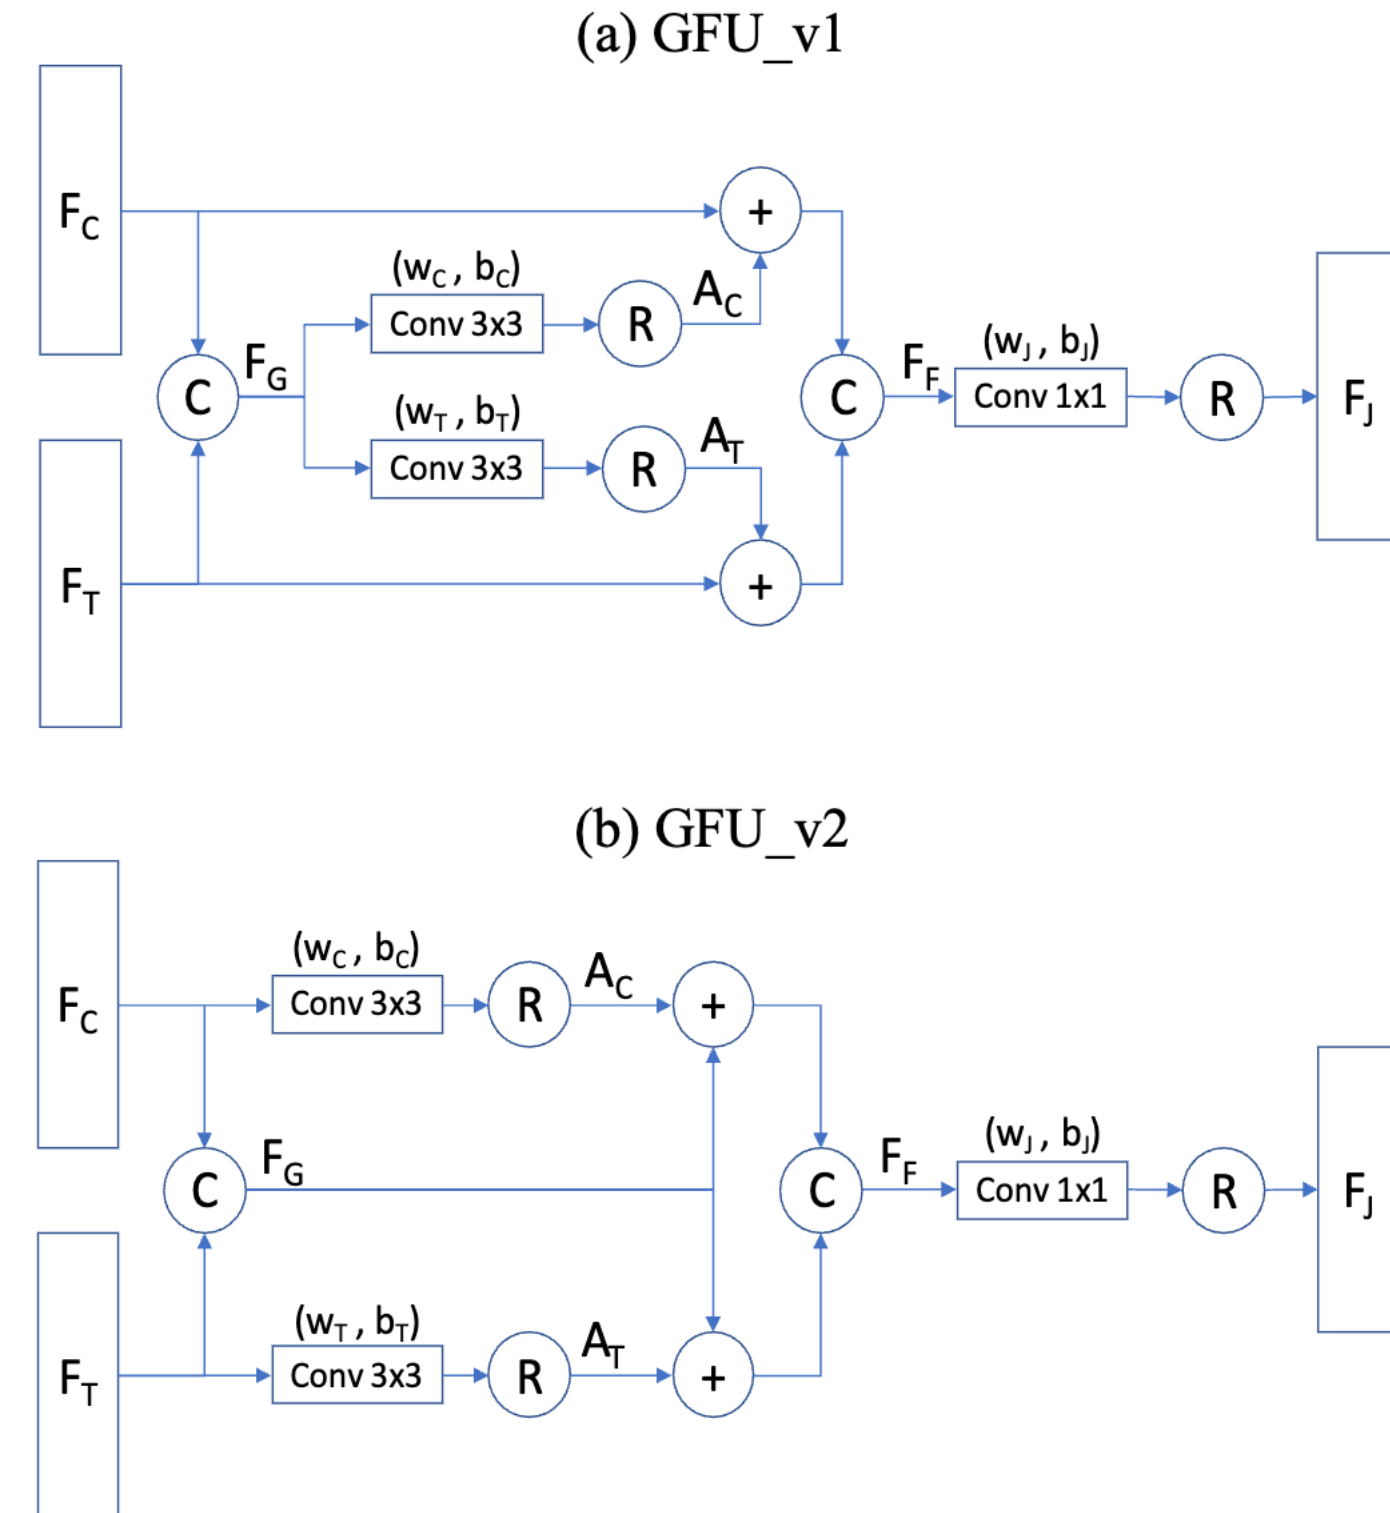 (a) GFU_v1
F_C
+
(w_C, b_C)
Conv 3x3
R
A_C
C
F_G
(w_T, b_T)
Conv 3x3
R
A_T
C
F_F
(w_J, b_J)
Conv 1x1
R
F_J
F_T
+
(b) GFU_v2
F_C
(w_C, b_C)
Conv 3x3
R
A_C
+
C
F_G
C
F_F
(w_J, b_J)
Conv 1x1
R
F_J
F_T
(w_T, b_T)
Conv 3x3
R
A_T
+